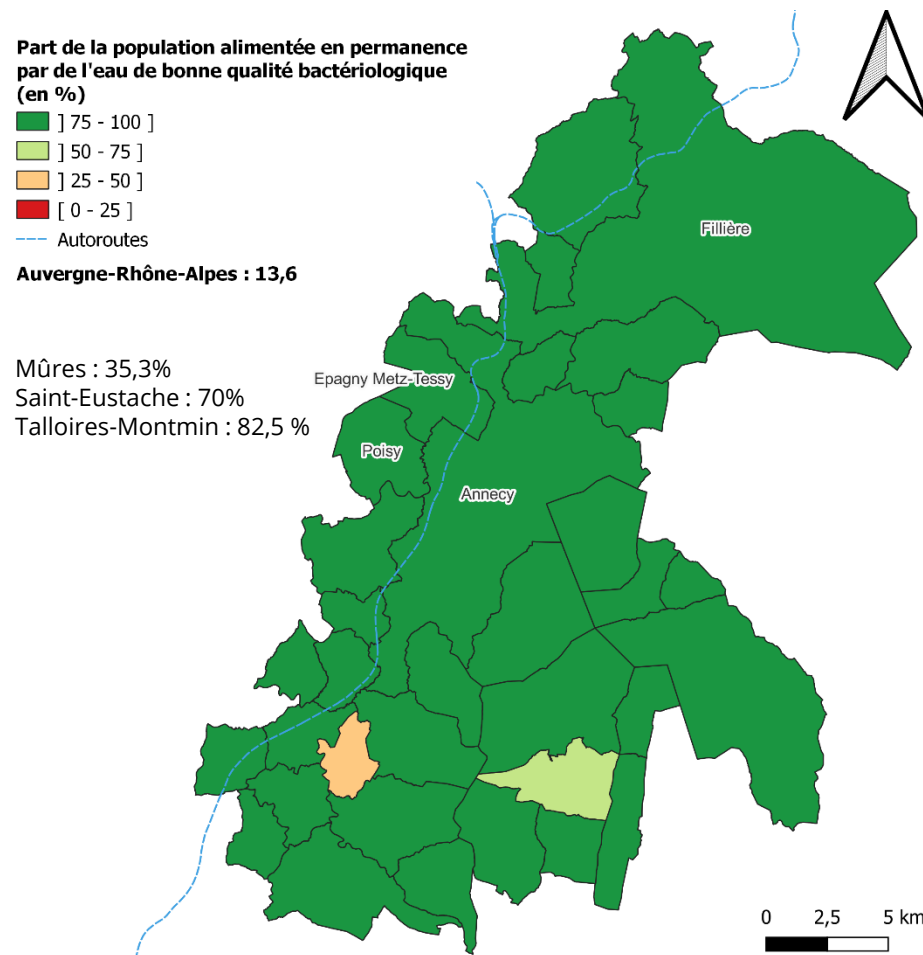 Part de la population alimentée en permanence
par de l'eau de bonne qualité bactériologique
(en %)
] 75 - 100 ]
] 50 - 75 ]
] 25 - 50 ]
[ 0 - 25 ]
Autoroutes
Auvergne-Rhône-Alpes : 13,6
Mûres : 35,3%
Saint-Eustache : 70%
Talloires-Montmin : 82,5 %
Fillière
Epagny Metz-Tessy
Poisy
Annecy
0 2,5 5 km